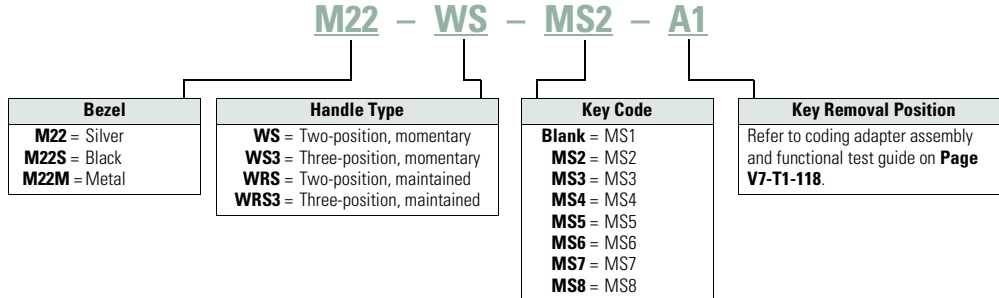 M22 – WS – MS2 – A1
Bezel
M22 = Silver
M22S = Black
M22M = Metal
Handle Type
WS = Two-position, momentary
WS3 = Three-position, momentary
WRS = Two-position, maintained
WRS3 = Three-position, maintained
Key Code
Blank = MS1
MS2 = MS2
MS3 = MS3
MS4 = MS4
MS5 = MS5
MS6 = MS6
MS7 = MS7
MS8 = MS8
Key Removal Position
Refer to coding adapter assembly
and functional test guide on Page
V7-T1-118.